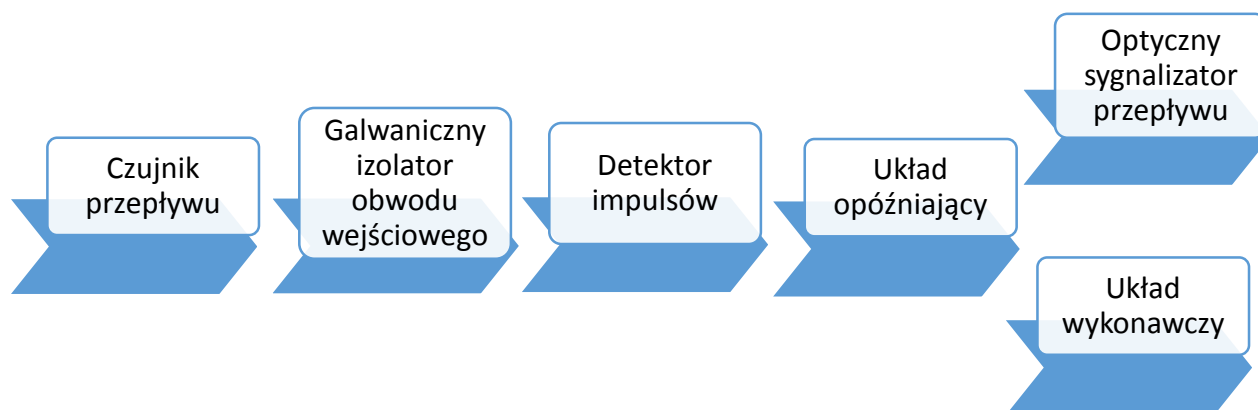 Czujnik
przepływu
Galwaniczny
izolator
obwodu
wejściowego
Detektor
impulsów
Układ
opóźniający
Optyczny
sygnalizator
przepływu
Układ
wykonawczy